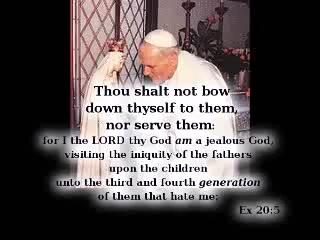 Thou shalt not bow
down thyself to them,
nor serve them:
for I the LORD thy God am a jealous God,
visiting the iniquity of the fathers
upon the children
unto the third and fourth generation
of them that hate me;
Ex 20:5